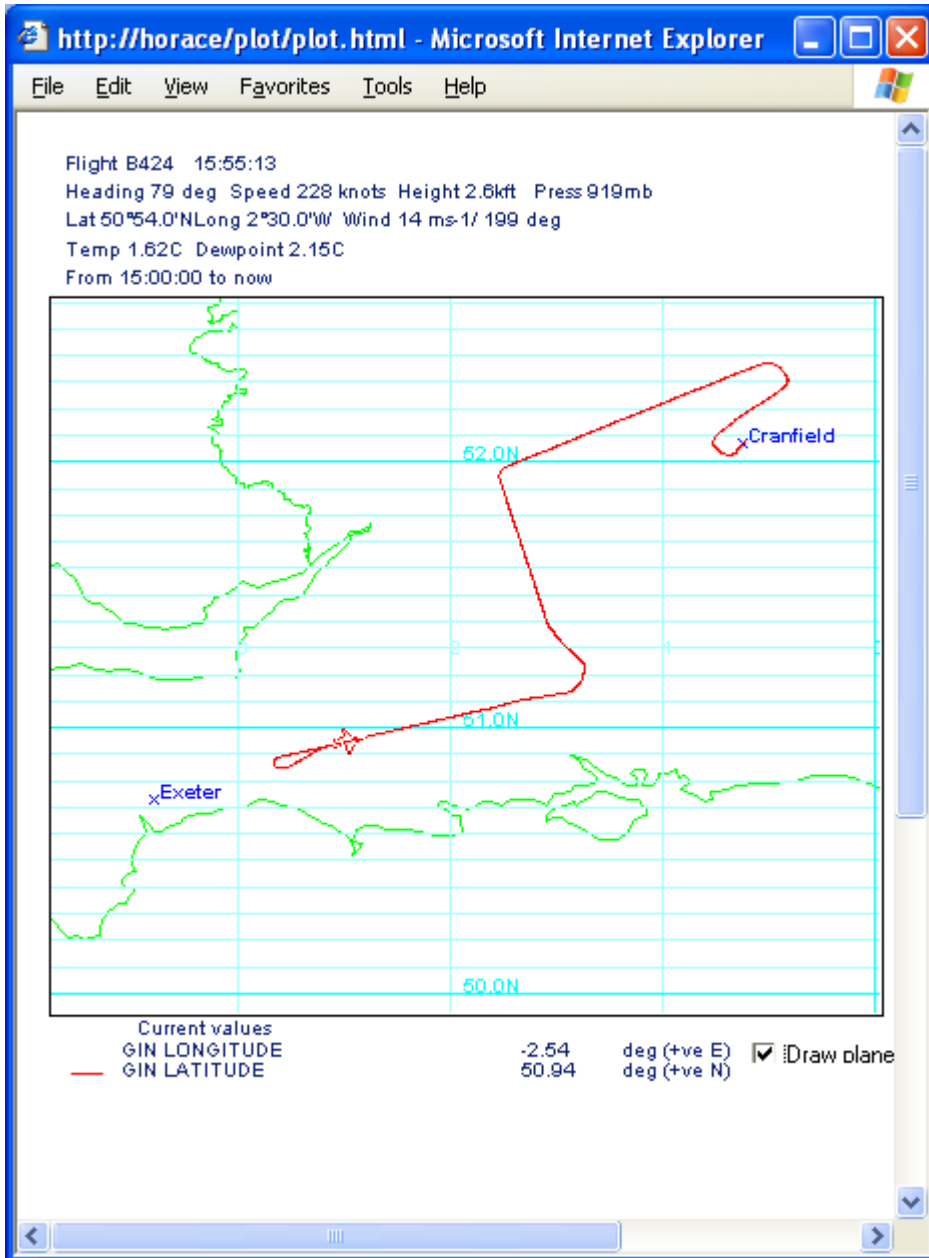 http://horace/plot/plot.html - Microsoft Internet Explorer
File Edit View Favorites Tools Help
Flight B424 15:55:13
Heading 79 deg Speed 228 knots Height 2.6kft Press 919mb
Lat 50°54.0'NLong 2°30.0'W Wind 14 ms-1/ 199 deg
Temp 1.62C Dewpoint 2.15C
From 15:00:00 to now
Cranfield
52.0N
3 2 1
51.0N
Exeter
50.0N
Current values
GIN LONGITUDE -2.54 deg (+ve E)
GIN LATITUDE 50.94 deg (+ve N)
Draw plane